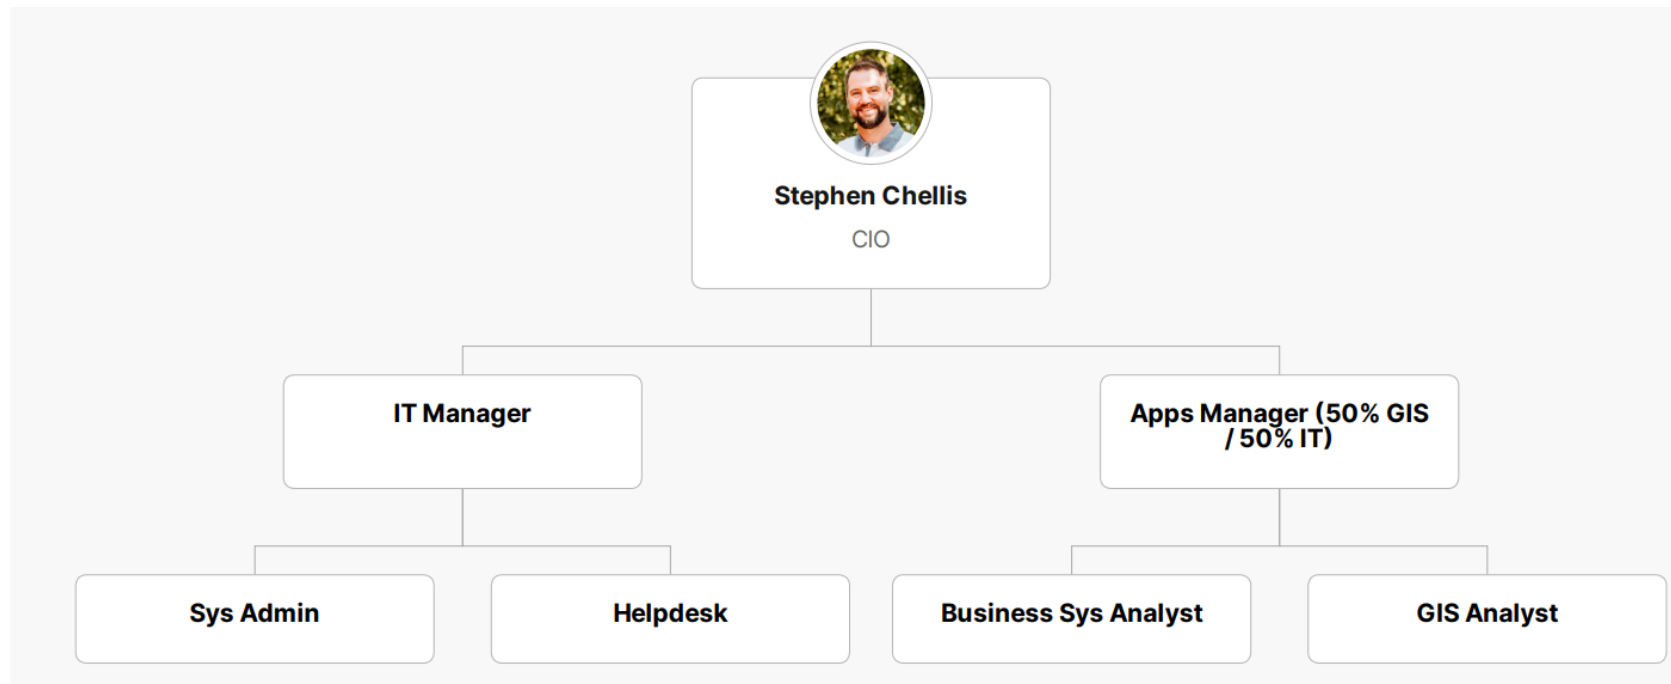 Stephen Chellis
CIO
IT Manager
Apps Manager (50% GIS
/ 50% IT)
Sys Admin
Helpdesk
Business Sys Analyst
GIS Analyst